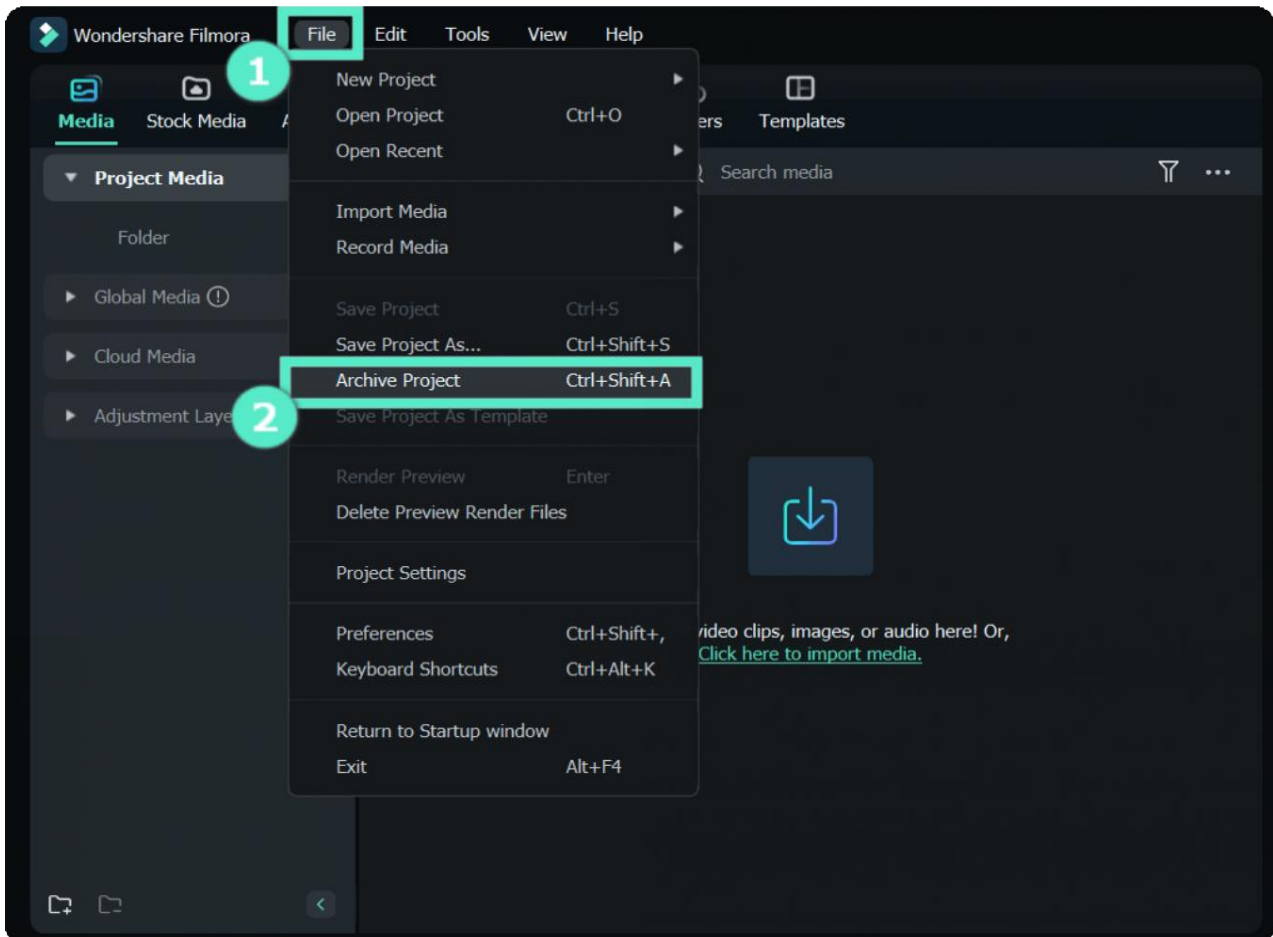 Wondershare Filmora File Edit Tools View Help
1
Media Stock Media Templates
Project Media
Search media
Folder
Global Media
Cloud Media
Adjustment
New Project
Open Project Ctrl+O
Open Recent
Import Media
Record Media
Save Project Ctrl+S
Save Project As... Ctrl+Shift+S
Archive Project Ctrl+Shift+A
2
Save Project As Template
Render Preview Enter
Delete Preview Render Files
Project Settings
Preferences Ctrl+Shift+,
Keyboard Shortcuts Ctrl+Alt+K
Return to Startup window
Exit Alt+F4
video clips, images, or audio here! Or,
Click here to import media.